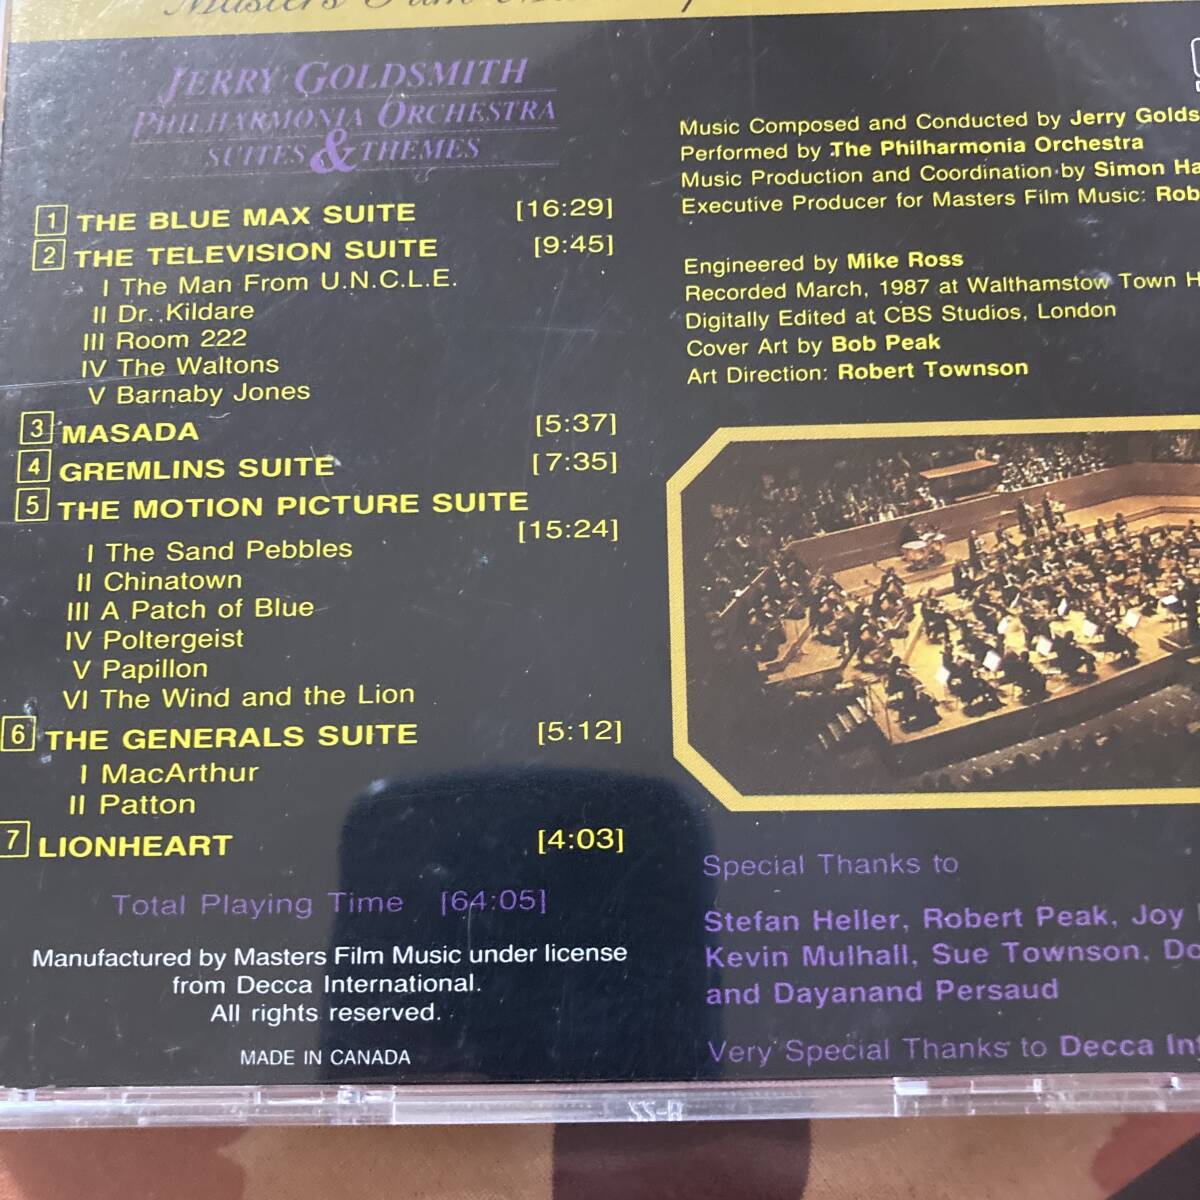 Masters Film
JERRY GOLDSMITH
PHILHARMONIA ORCHESTRA
SUITES & THEMES
1 THE BLUE MAX SUITE [16:29]
2 THE TELEVISION SUITE [9:45]
I The Man From U.N.C.L.E.
II Dr. Kildare
III Room 222
IV The Waltons
V Barnaby Jones
3 MASADA [5:37]
4 GREMLINS SUITE [7:35]
5 THE MOTION PICTURE SUITE
[15:24]
I The Sand Pebbles
II Chinatown
III A Patch of Blue
IV Poltergeist
V Papillon
VI The Wind and the Lion
6 THE GENERALS SUITE [5:12]
I MacArthur
II Patton
7 LIONHEART [4:03]
Total Playing Time [64:05]
Manufactured by Masters Film Music under license
from Decca International.
All rights reserved.
MADE IN CANADA
Music Composed and Conducted by Jerry Golds
Performed by The Philharmonia Orchestra
Music Production and Coordination by Simon Ha
Executive Producer for Masters Film Music: Rob
Engineered by Mike Ross
Recorded March, 1987 at Walthamstow Town H
Digitally Edited at CBS Studios, London
Cover Art by Bob Peak
Art Direction: Robert Townson
Special Thanks to
Stefan Heller, Robert Peak, Joy
Kevin Mulhall, Sue Townson, Do
and Dayanand Persaud
Very Special Thanks to Decca Int